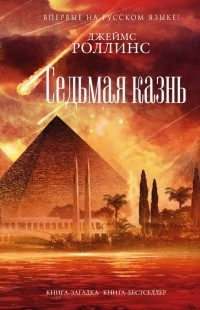 ВПЕРВЫЕ НА РУССКОМ ЯЗЫКЕ!
ДЖЕЙМС
РОЛЛИНС
Седьмая казнь
КНИГА-ЗАГАДКА КНИГА-БЕСТСЕЛЛЕР